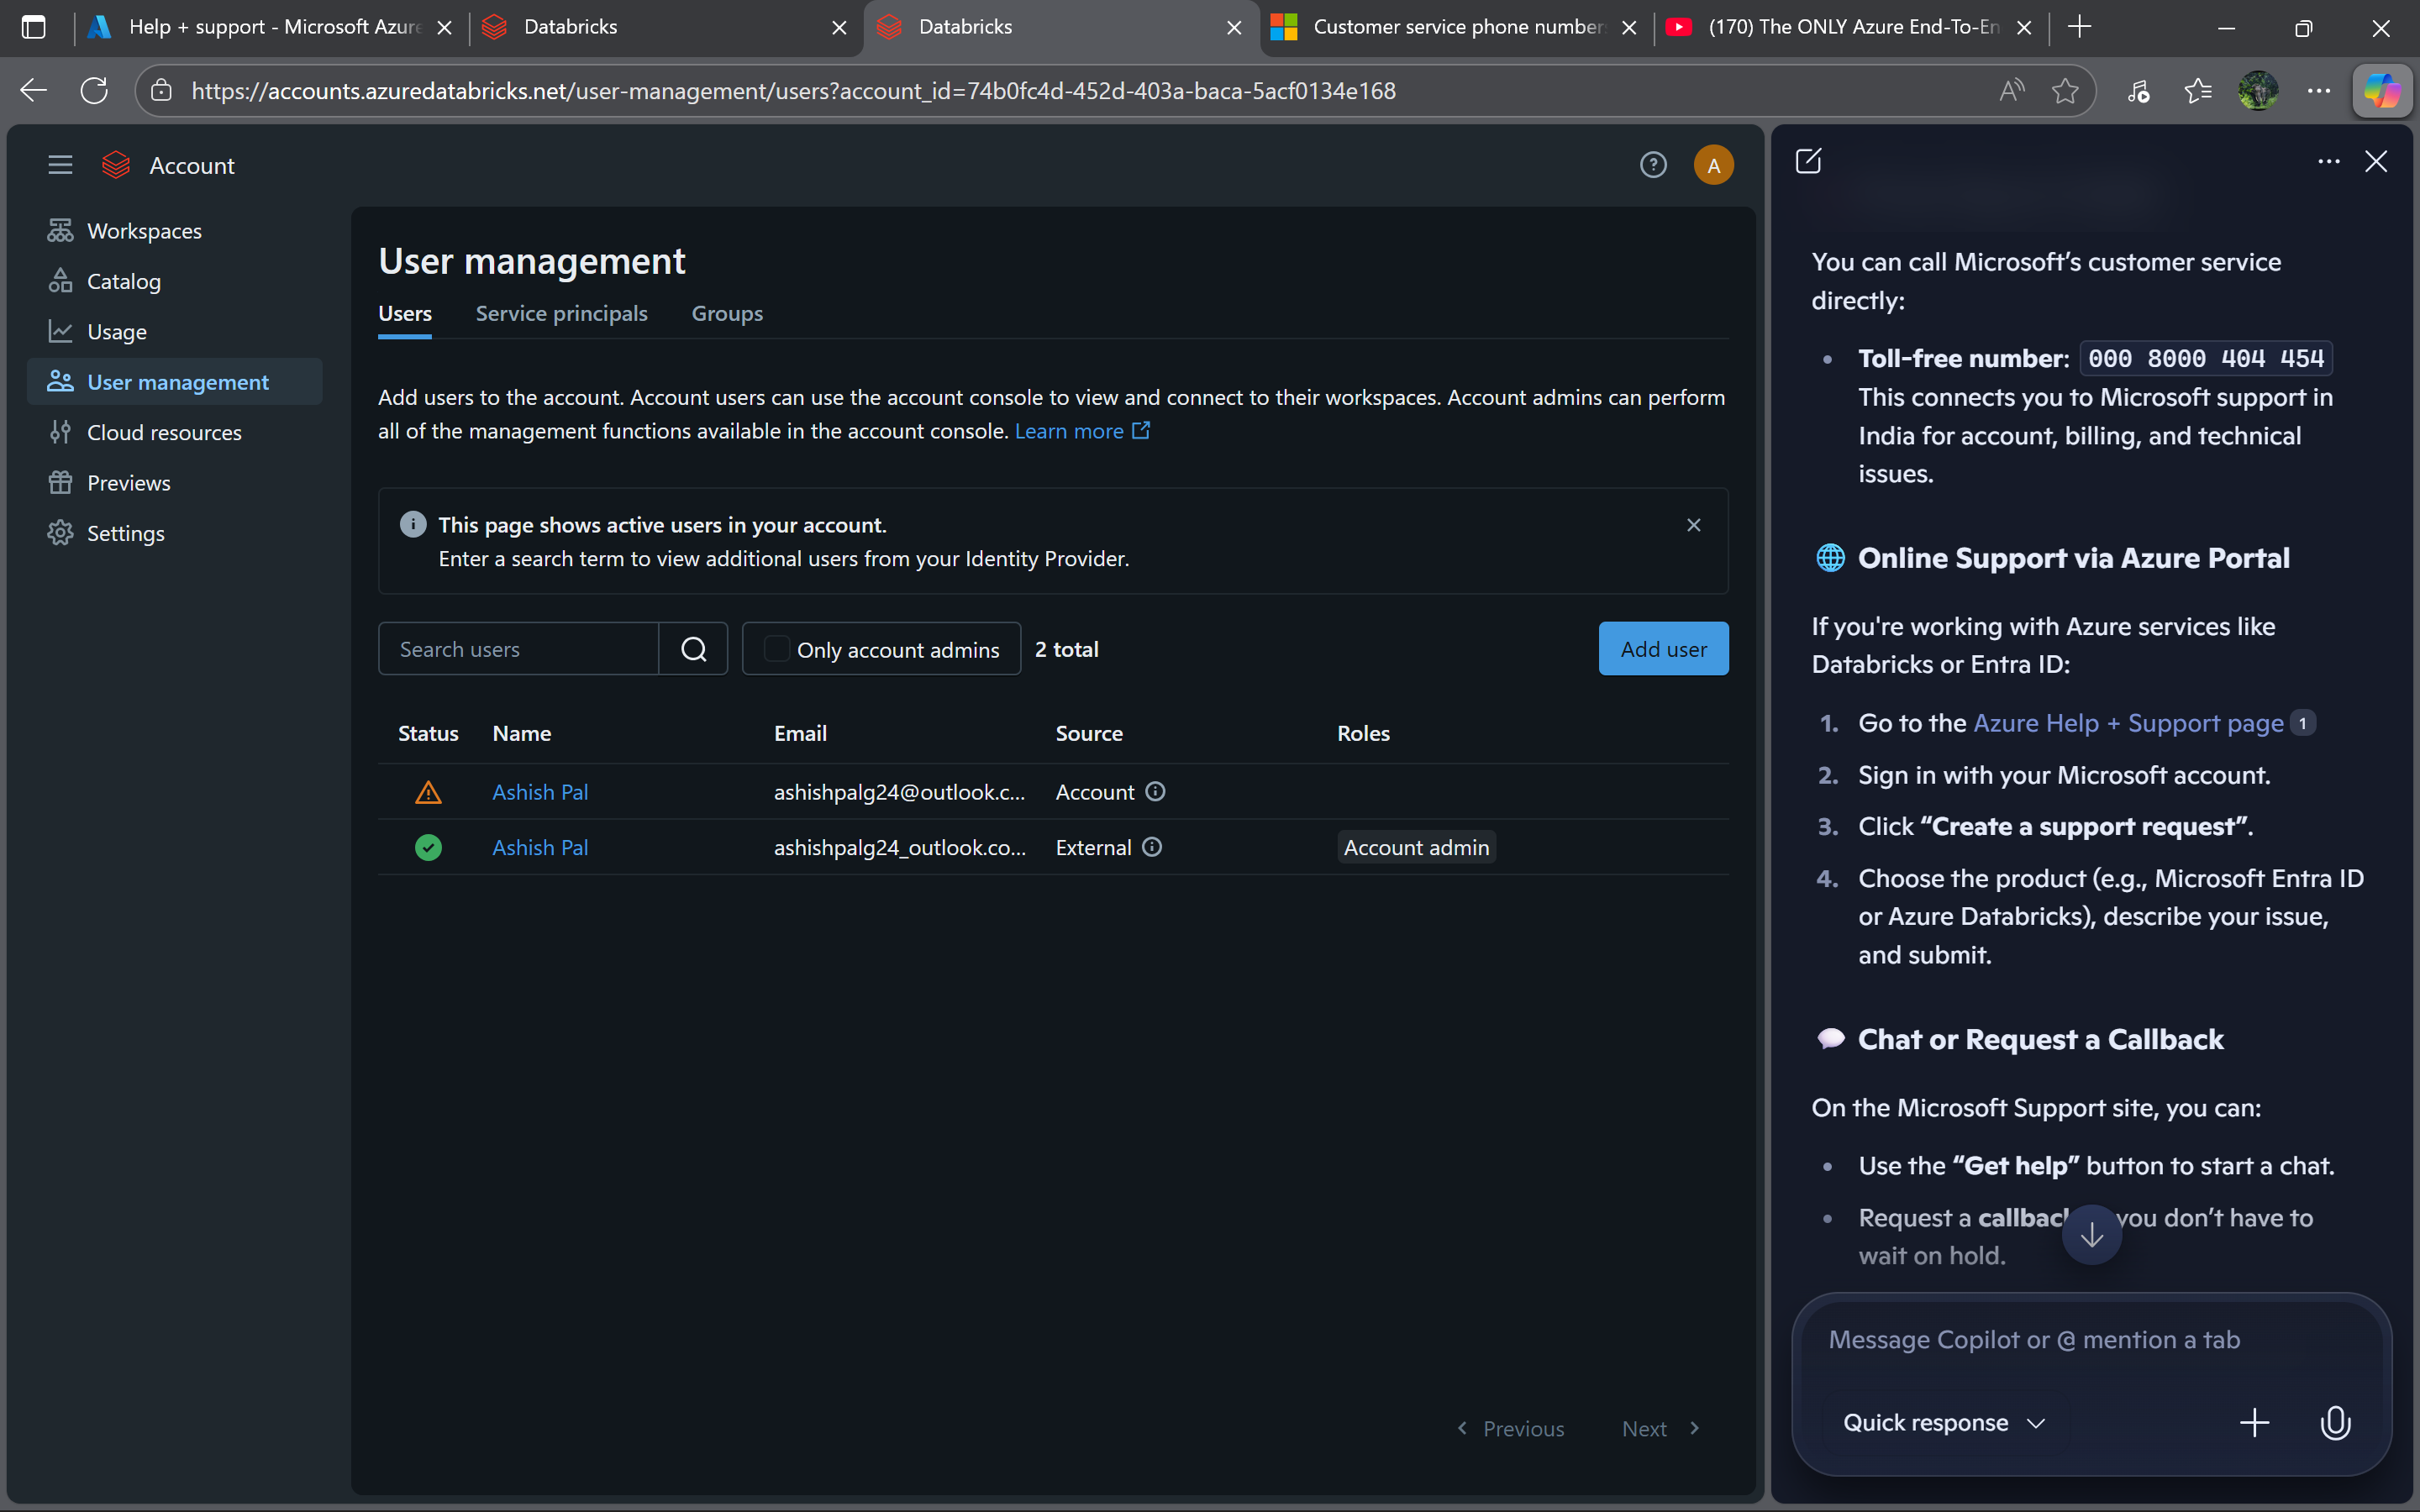 Help + support - Microsoft Azure
Databricks
Databricks
Customer service phone number
(170) The ONLY Azure End-To-En
https://accounts.azuredatabricks.net/user-management/users?account_id=74b0fc4d-452d-403a-baca-5acf0134e168
Account
A
Workspaces
Catalog
Usage
User management
Cloud resources
Previews
Settings
User management
Users Service principals Groups
Add users to the account. Account users can use the account console to view and connect to their workspaces. Account admins can perform
all of the management functions available in the account console. Learn more
This page shows active users in your account.
Enter a search term to view additional users from your Identity Provider.
Search users Only account admins 2 total Add user
Status Name Email Source Roles
Ashish Pal ashishpalg24@outlook.c... Account
Ashish Pal ashishpalg24_outlook.co... External Account admin
Previous Next
You can call Microsoft’s customer service
directly:
• Toll-free number: 000 8000 404 454
This connects you to Microsoft support in
India for account, billing, and technical
issues.
Online Support via Azure Portal
If you're working with Azure services like
Databricks or Entra ID:
1. Go to the Azure Help + Support page 1
2. Sign in with your Microsoft account.
3. Click “Create a support request”.
4. Choose the product (e.g., Microsoft Entra ID
or Azure Databricks), describe your issue,
and submit.
Chat or Request a Callback
On the Microsoft Support site, you can:
• Use the “Get help” button to start a chat.
• Request a callback you don’t have to
wait on hold.
Message Copilot or @ mention a tab
Quick response